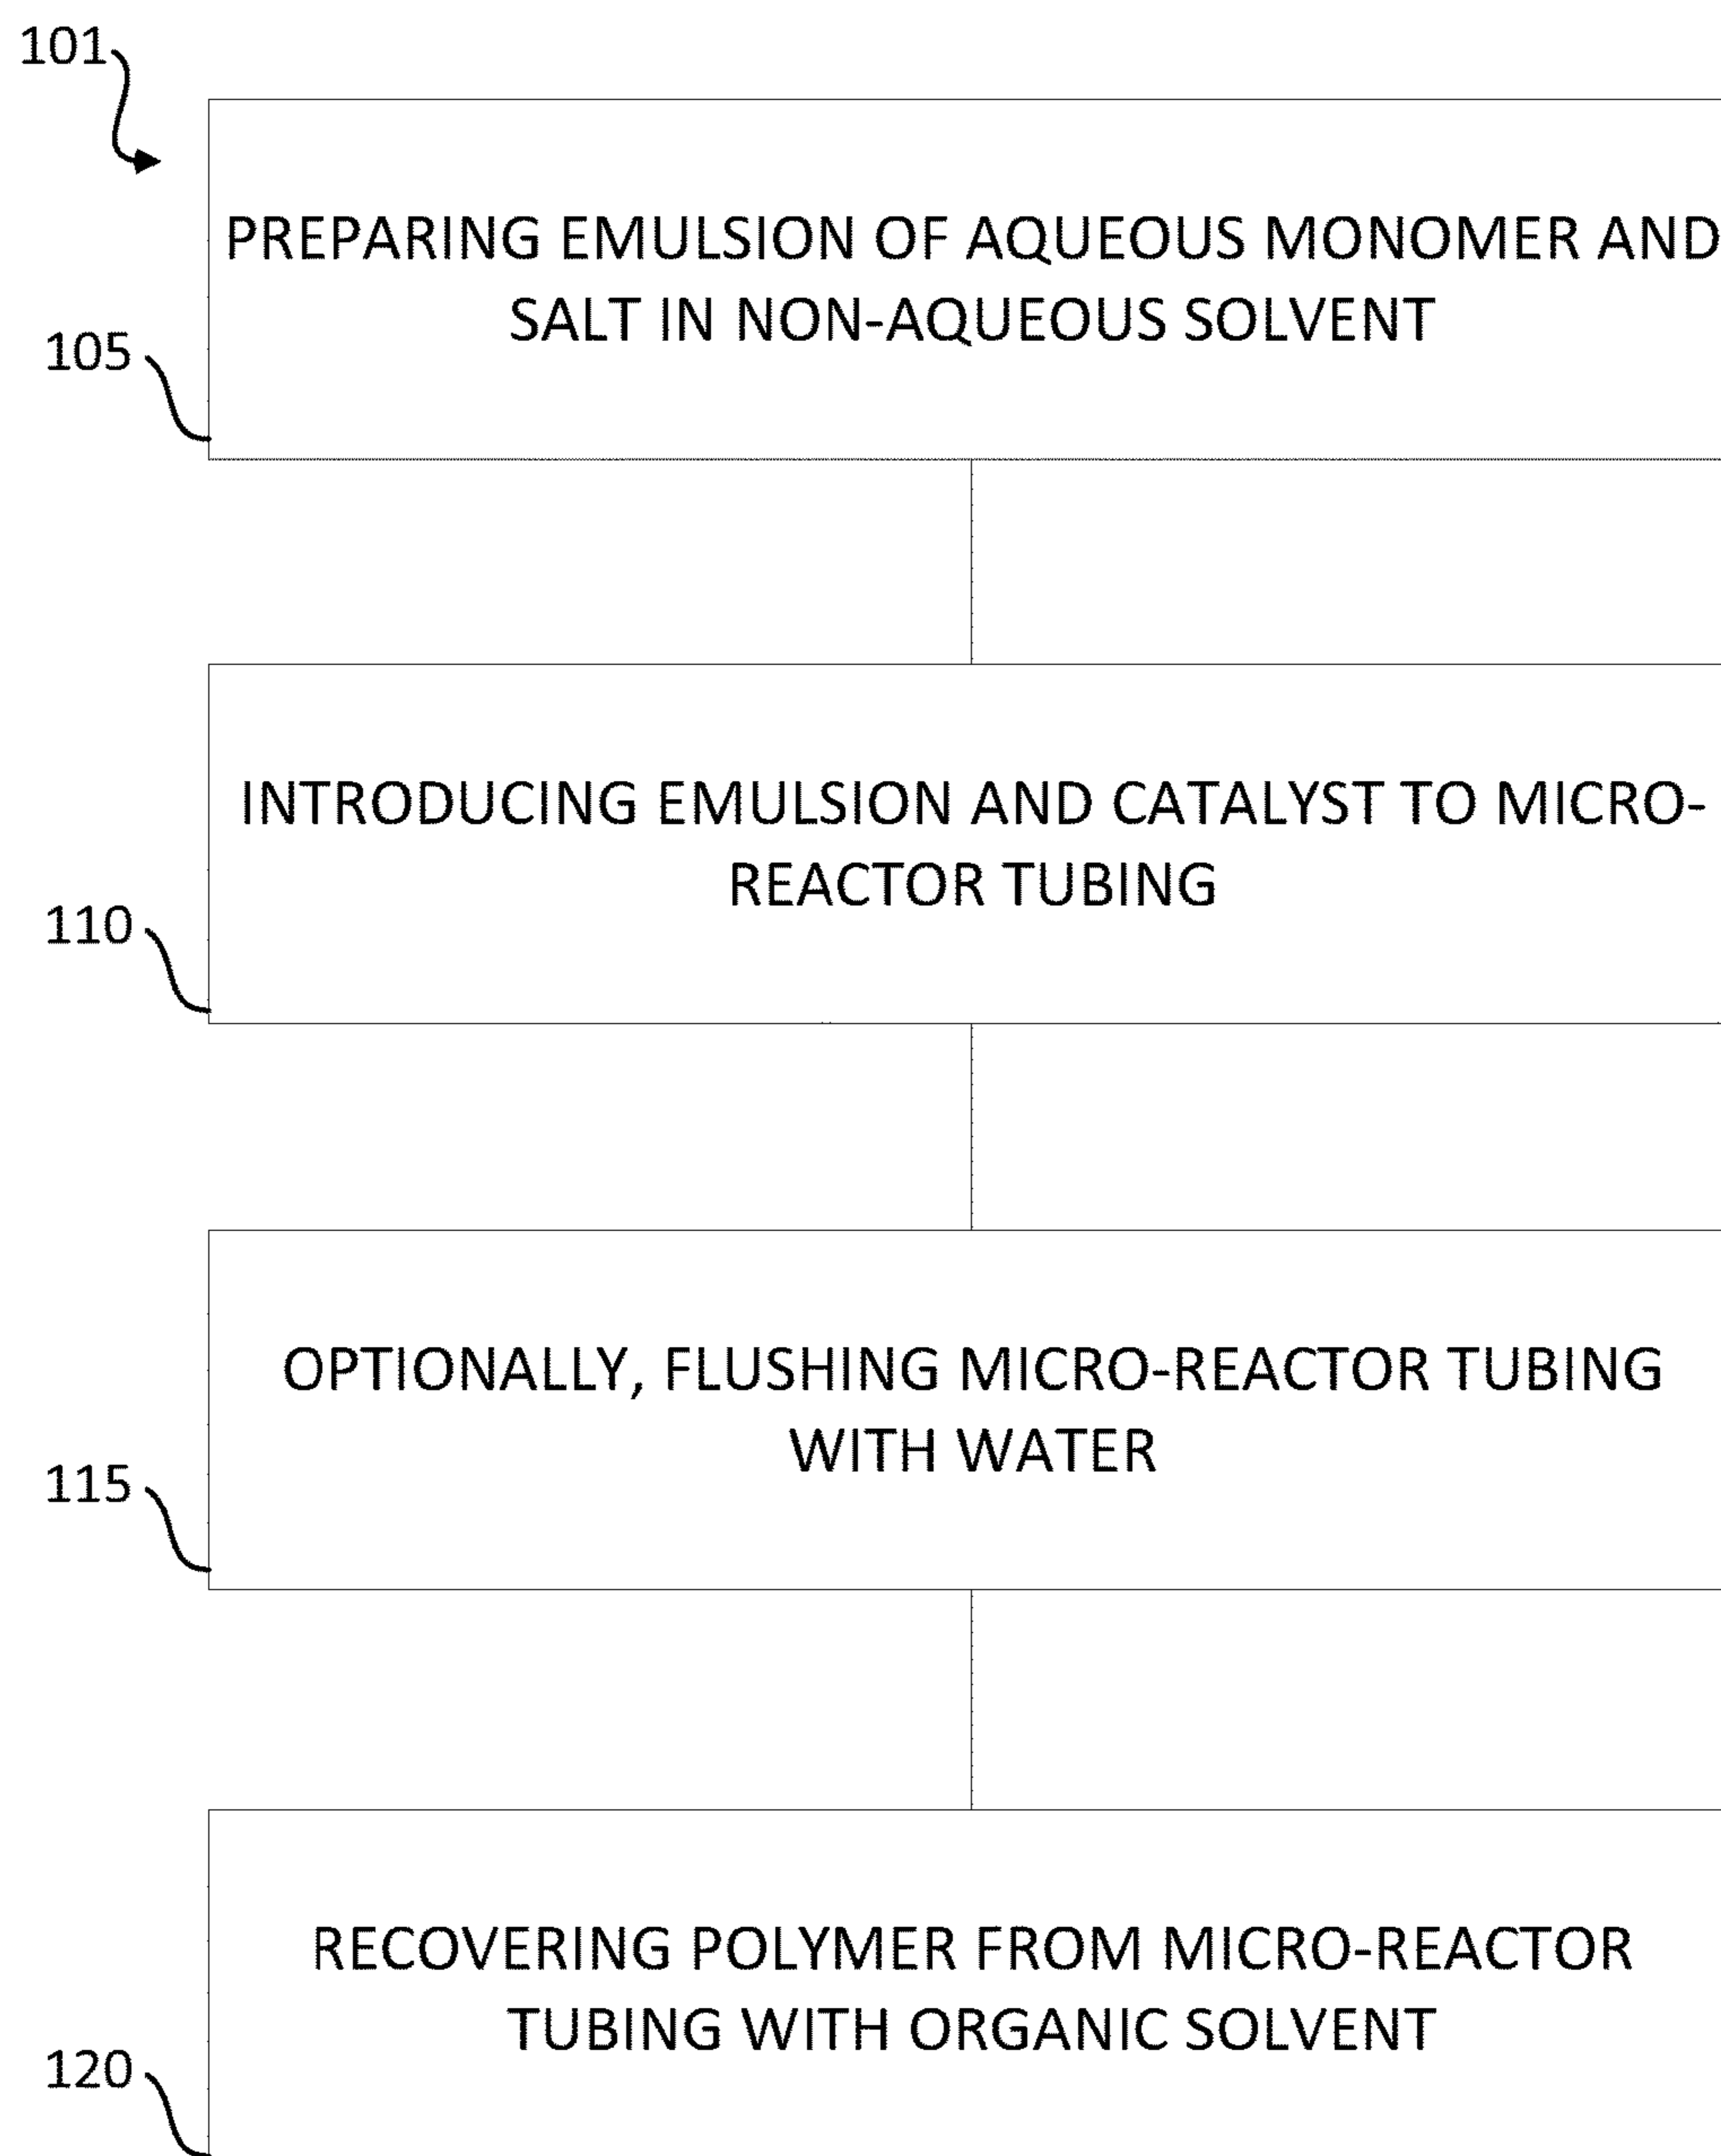 101
PREPARING EMULSION OF AQUEOUS MONOMER AND
SALT IN NON-AQUEOUS SOLVENT
105
INTRODUCING EMULSION AND CATALYST TO MICRO-
REACTOR TUBING
110
OPTIONALLY, FLUSHING MICRO-REACTOR TUBING
WITH WATER
115
RECOVERING POLYMER FROM MICRO-REACTOR
TUBING WITH ORGANIC SOLVENT
120